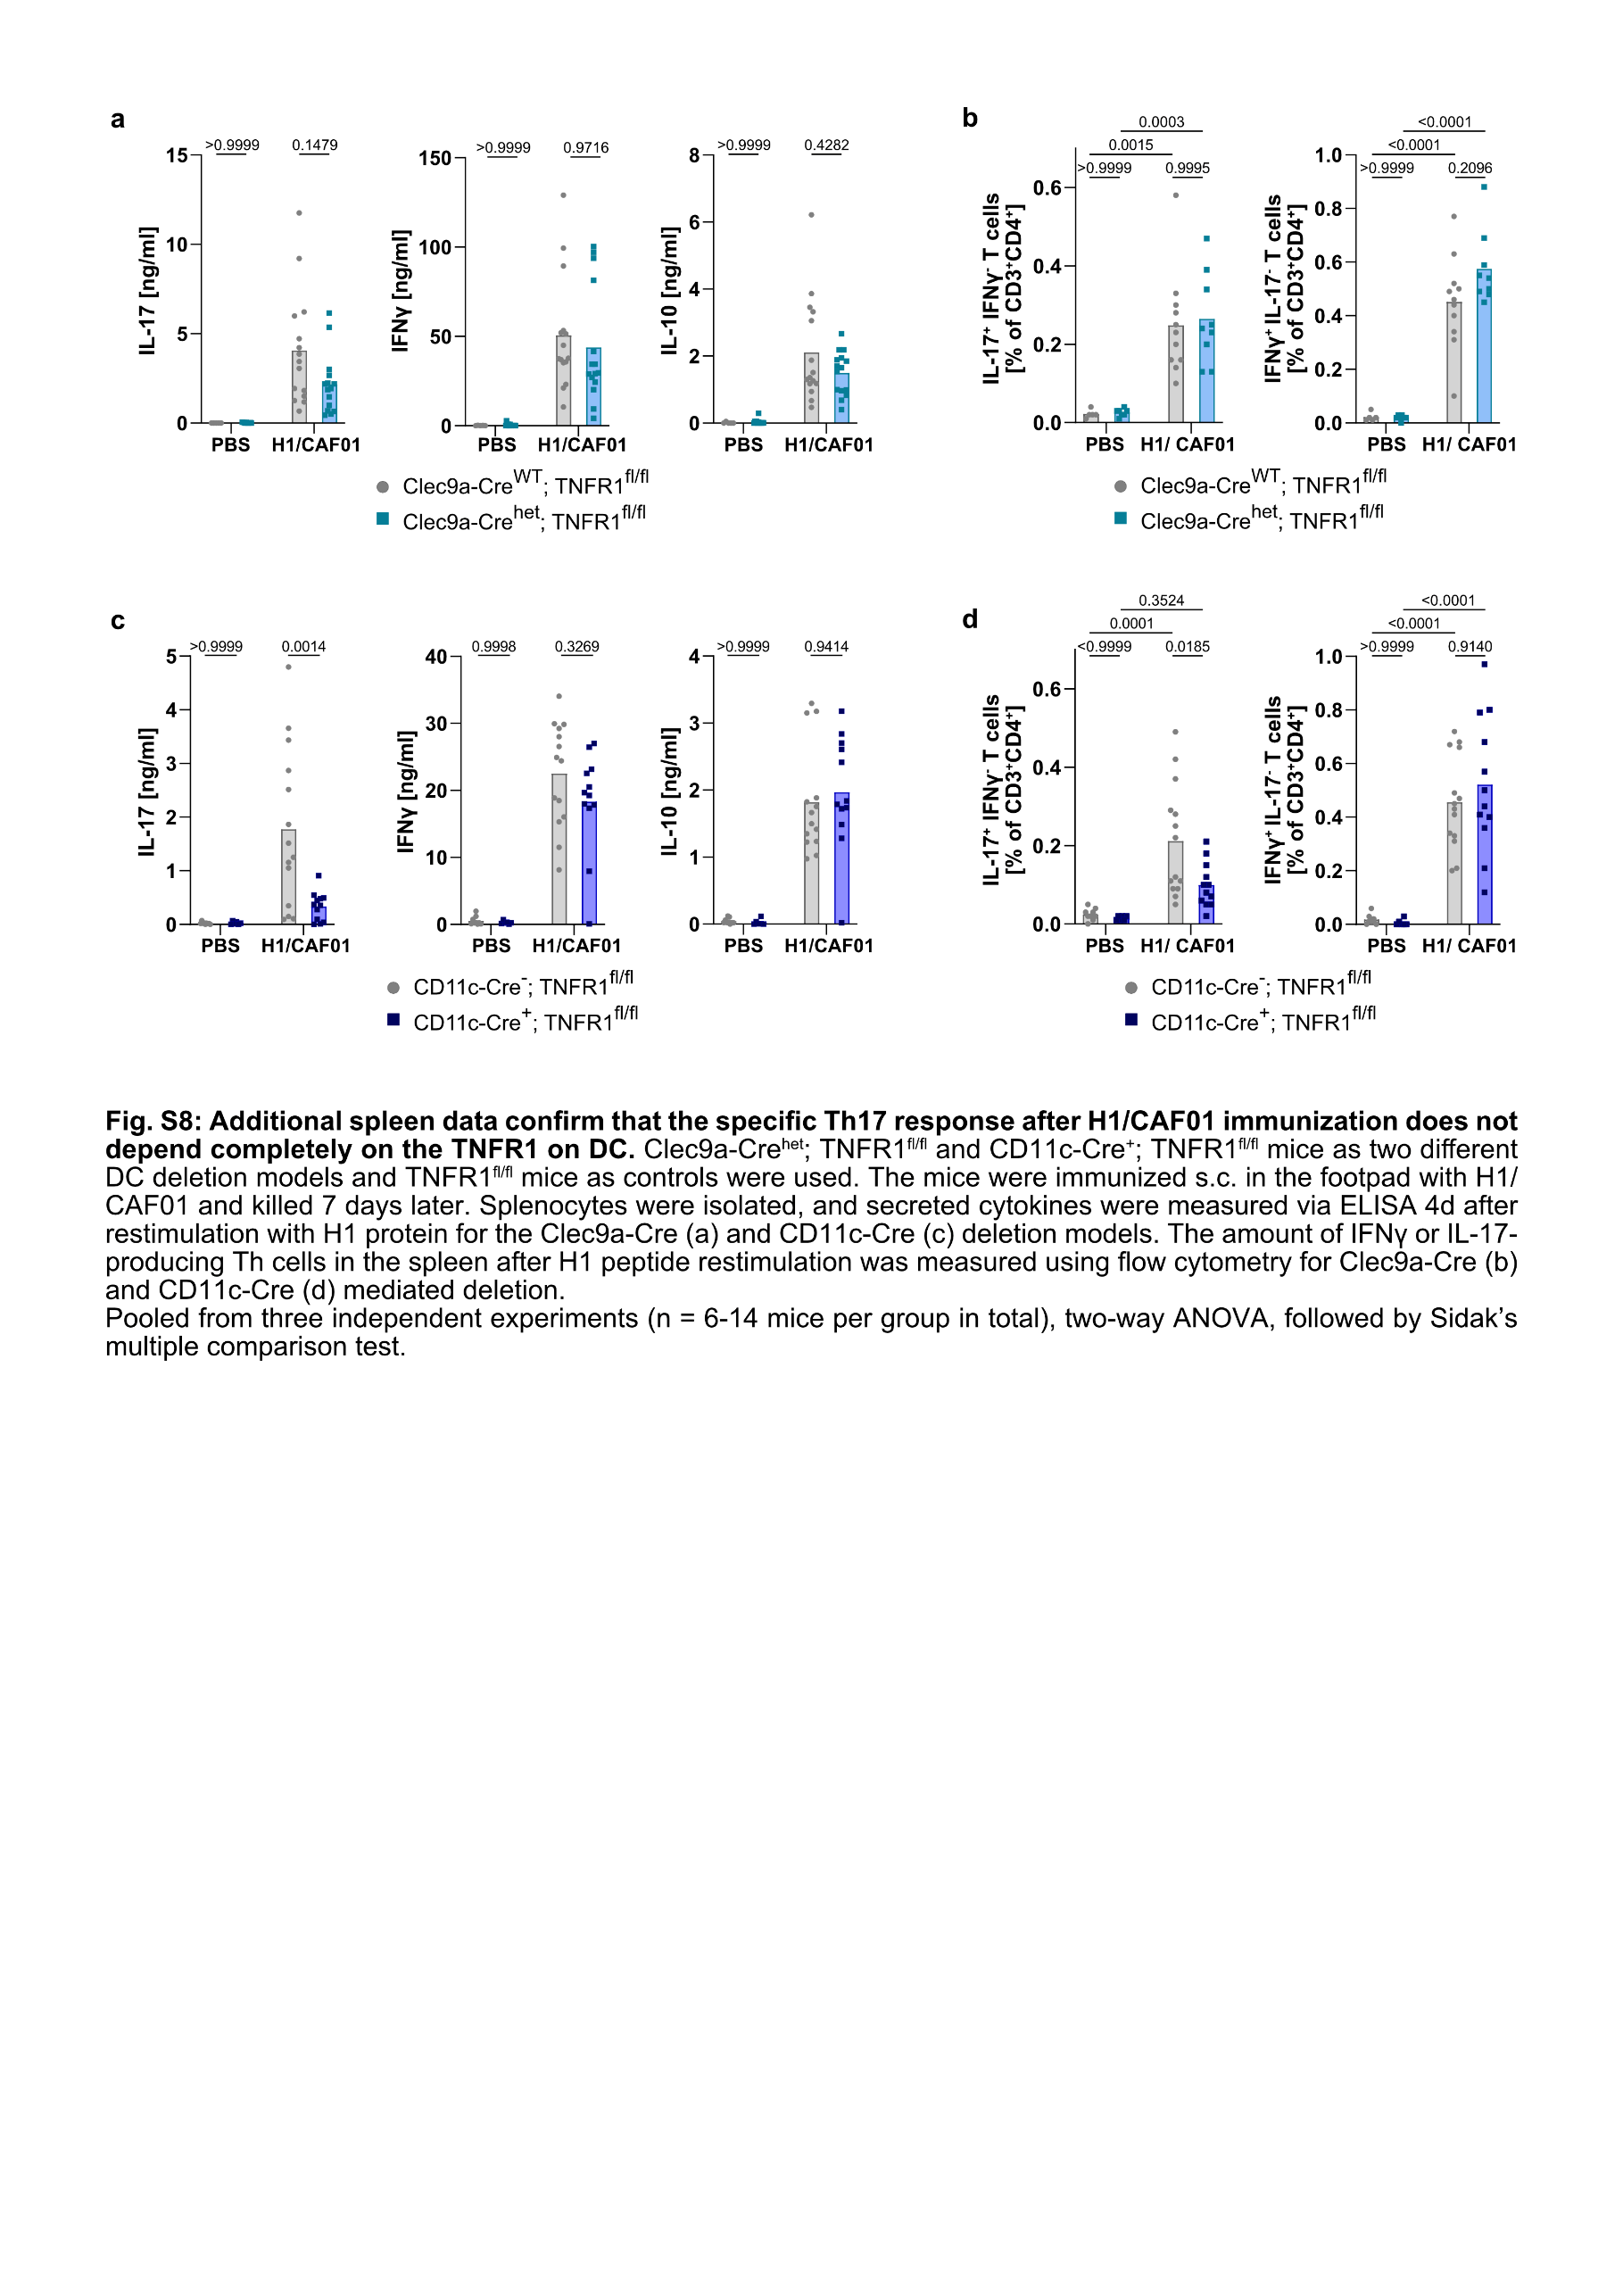 a
>0.9999 0.1479
15
10
5
0
IL-17 [ng/ml]
PBS H1/CAF01
>0.9999 0.9716
150
100
50
0
IFNγ [ng/ml]
PBS H1/CAF01
>0.9999 0.4282
8
6
4
2
0
IL-10 [ng/ml]
PBS H1/CAF01
Clec9a-Cre^WT; TNFR1^fl/fl
Clec9a-Cre^het; TNFR1^fl/fl
b
0.0003
0.0015
>0.9999 0.9995
0.6
0.4
0.2
0.0
IL-17⁺ IFNγ⁻ T cells
[% of CD3⁺CD4⁺]
PBS H1/ CAF01
<0.0001
<0.0001
>0.9999 0.2096
1.0
0.8
0.6
0.4
0.2
0.0
IFNγ⁺ IL-17⁻ T cells
[% of CD3⁺CD4⁺]
PBS H1/ CAF01
Clec9a-Cre^WT; TNFR1^fl/fl
Clec9a-Cre^het; TNFR1^fl/fl
c
>0.9999 0.0014
5
4
3
2
1
0
IL-17 [ng/ml]
PBS H1/CAF01
0.9998 0.3269
40
30
20
10
0
IFNγ [ng/ml]
PBS H1/CAF01
>0.9999 0.9414
4
3
2
1
0
IL-10 [ng/ml]
PBS H1/CAF01
CD11c-Cre⁻; TNFR1^fl/fl
CD11c-Cre⁺; TNFR1^fl/fl
d
0.3524
0.0001
<0.9999 0.0185
0.6
0.4
0.2
0.0
IL-17⁺ IFNγ⁻ T cells
[% of CD3⁺CD4⁺]
PBS H1/ CAF01
<0.0001
<0.0001
>0.9999 0.9140
1.0
0.8
0.6
0.4
0.2
0.0
IFNγ⁺ IL-17⁻ T cells
[% of CD3⁺CD4⁺]
PBS H1/ CAF01
CD11c-Cre⁻; TNFR1^fl/fl
CD11c-Cre⁺; TNFR1^fl/fl
Fig. S8: Additional spleen data confirm that the specific Th17 response after H1/CAF01 immunization does not
depend completely on the TNFR1 on DC. Clec9a-Cre^het; TNFR1^fl/fl and CD11c-Cre⁺; TNFR1^fl/fl mice as two different
DC deletion models and TNFR1^fl/fl mice as controls were used. The mice were immunized s.c. in the footpad with H1/
CAF01 and killed 7 days later. Splenocytes were isolated, and secreted cytokines were measured via ELISA 4d after
restimulation with H1 protein for the Clec9a-Cre (a) and CD11c-Cre (c) deletion models. The amount of IFNγ or IL-17-
producing Th cells in the spleen after H1 peptide restimulation was measured using flow cytometry for Clec9a-Cre (b)
and CD11c-Cre (d) mediated deletion.
Pooled from three independent experiments (n = 6-14 mice per group in total), two-way ANOVA, followed by Sidak’s
multiple comparison test.